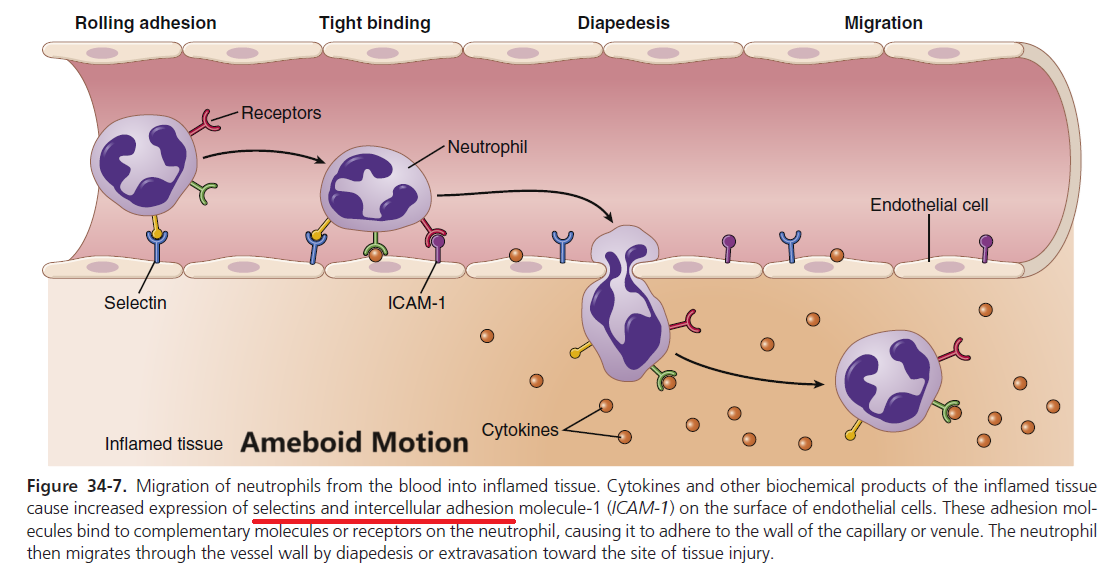 Rolling adhesion
Tight binding
Diapedesis
Migration
Receptors
Neutrophil
Endothelial cell
Selectin
ICAM-1
Cytokines
Inflamed tissue
Ameboid Motion
Figure 34-7. Migration of neutrophils from the blood into inflamed tissue. Cytokines and other biochemical products of the inflamed tissue
cause increased expression of selectins and intercellular adhesion molecule-1 (ICAM-1) on the surface of endothelial cells. These adhesion mol-
ecules bind to complementary molecules or receptors on the neutrophil, causing it to adhere to the wall of the capillary or venule. The neutrophil
then migrates through the vessel wall by diapedesis or extravasation toward the site of tissue injury.